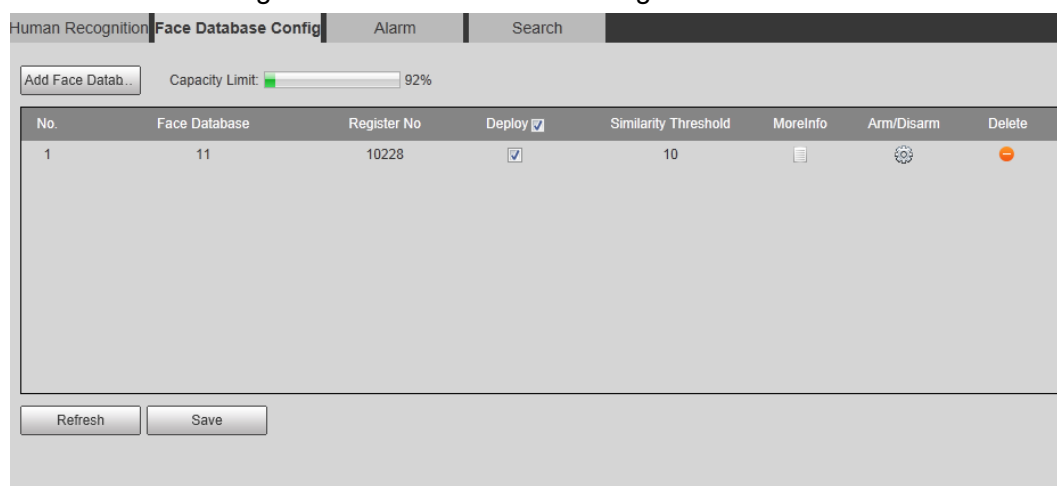 Human Recognition Face Database Config Alarm Search
Add Face Datab... Capacity Limit: 92%
No. Face Database Register No Deploy Similarity Threshold MoreInfo Arm/Disarm Delete
1 11 10228 10
Refresh Save